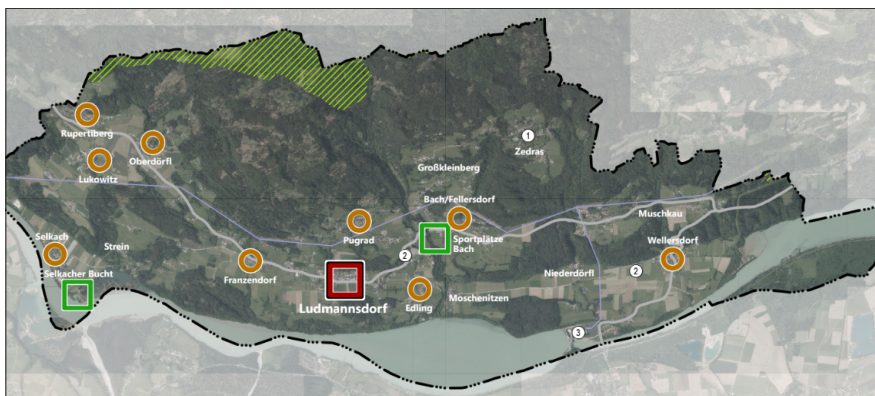 1
Zedras
Rupertiberg
Oberdörfl
Lukowitz
Großkleinberg
Bach/Fellersdorf
Muschkau
Selkach
Strein
Pugrad
Sportplätze
Bach
Wellersdorf
2
Selkacher Bucht
Franzendorf
Niederdörfl
2
Ludmannsdorf
Edling
Moschenitzen
3